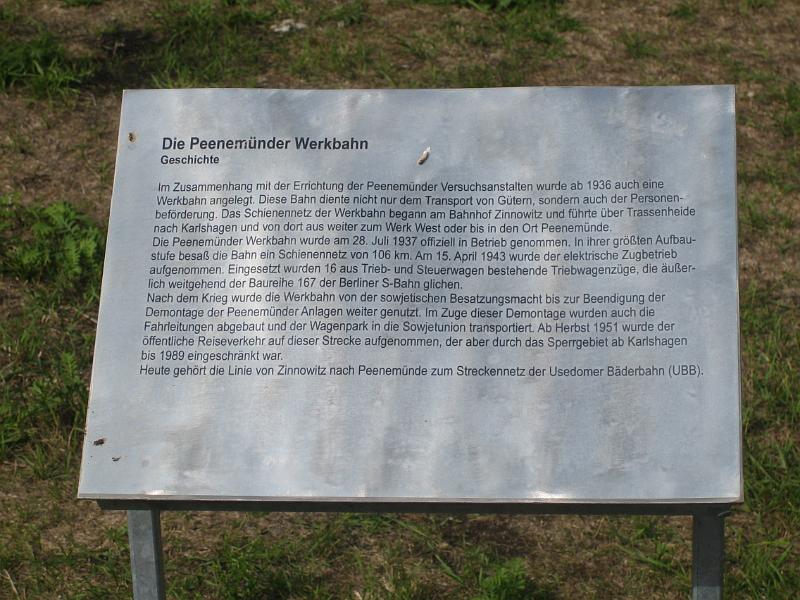 Die Peenemünder Werkbahn
Geschichte
Im Zusammenhang mit der Errichtung der Peenemünder Versuchsanstalten wurde ab 1936 auch eine
Werkbahn angelegt. Diese Bahn diente nicht nur dem Transport von Gütern, sondern auch der Personen-
beförderung. Das Schienennetz der Werkbahn begann am Bahnhof Zinnowitz und führte über Trassenheide
nach Karlshagen und von dort aus weiter zum Werk West oder bis in den Ort Peenemünde.
Die Peenemünder Werkbahn wurde am 28. Juli 1937 offiziell in Betrieb genommen. In ihrer größten Aufbau-
stufe besaß die Bahn ein Schienennetz von 106 km. Am 15. April 1943 wurde der elektrische Zugbetrieb
aufgenommen. Eingesetzt wurden 16 aus Trieb- und Steuerwagen bestehende Triebwagenzüge, die äußer-
lich weitgehend der Baureihe 167 der Berliner S-Bahn glichen.
Nach dem Krieg wurde die Werkbahn von der sowjetischen Besatzungsmacht bis zur Beendigung der
Demontage der Peenemünder Anlagen weiter genutzt. Im Zuge dieser Demontage wurden auch die
Fahrleitungen abgebaut und der Wagenpark in die Sowjetunion transportiert. Ab Herbst 1951 wurde der
öffentliche Reiseverkehr auf dieser Strecke aufgenommen, der aber durch das Sperrgebiet ab Karlshagen
bis 1989 eingeschränkt war.
Heute gehört die Linie von Zinnowitz nach Peenemünde zum Streckennetz der Usedomer Bäderbahn (UBB).